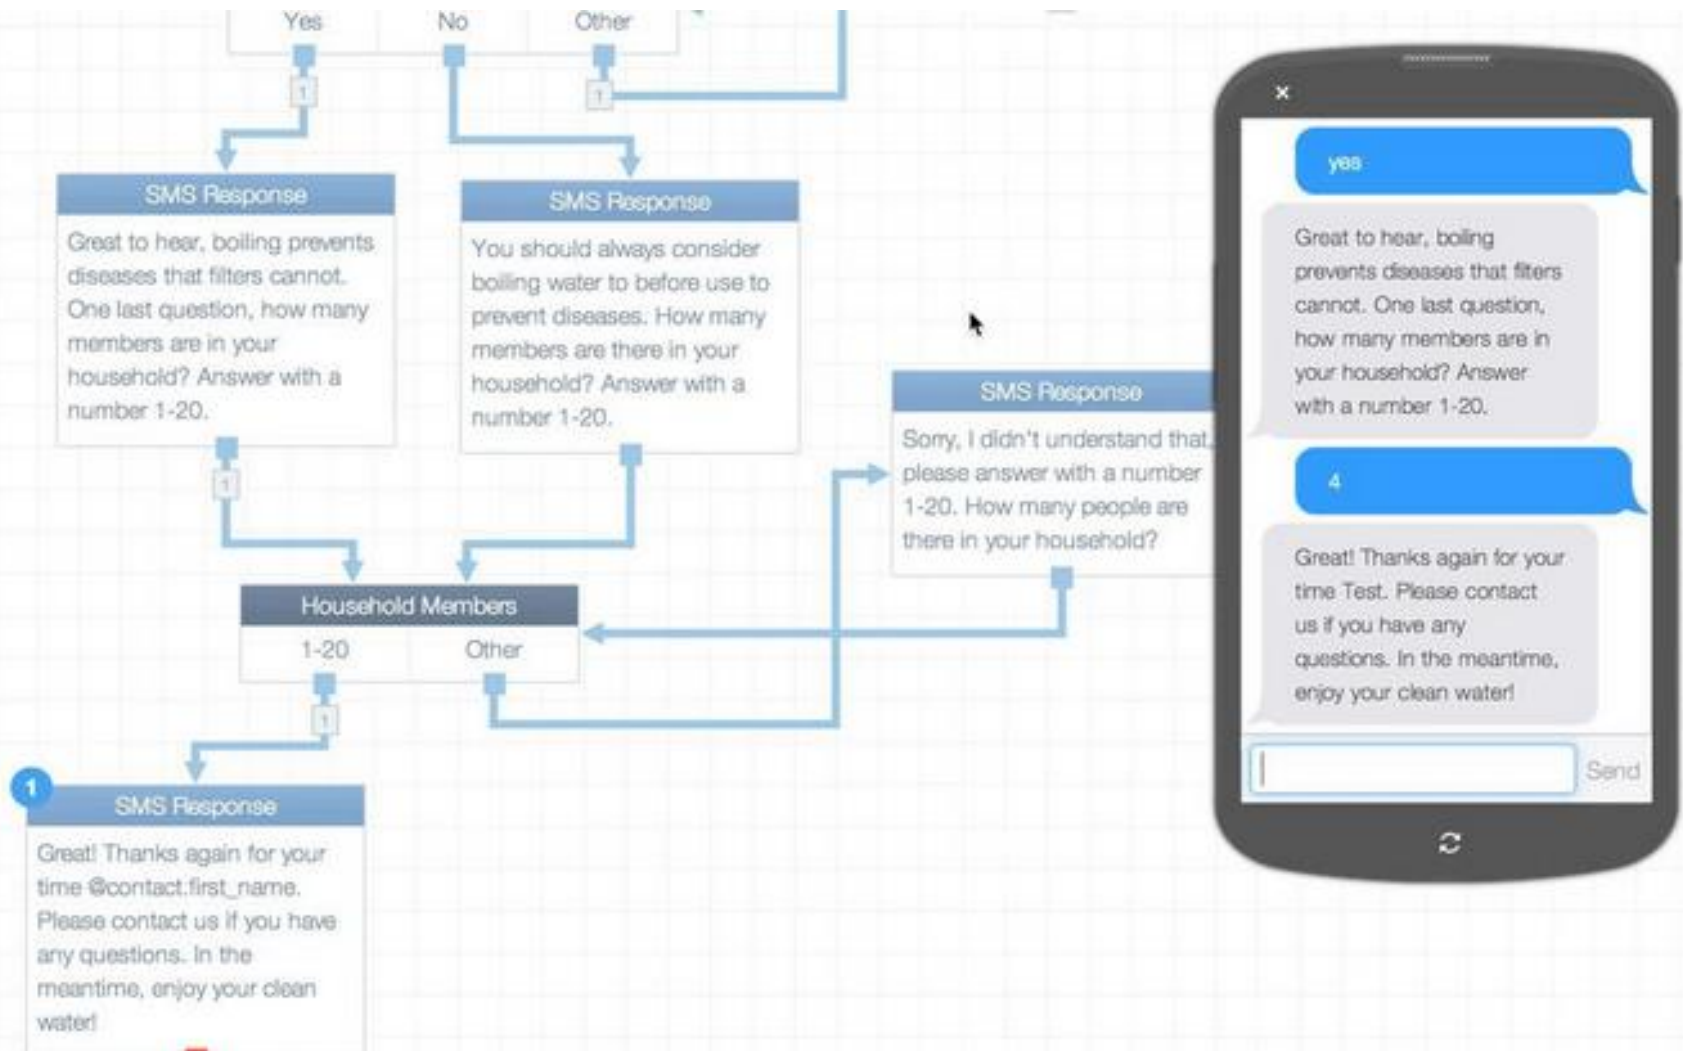 Yes No Other
1
1
SMS Response
Great to hear, boiling prevents
diseases that filters cannot.
One last question, how many
members are in your
household? Answer with a
number 1-20.
1
SMS Response
You should always consider
boiling water to before use to
prevent diseases. How many
members are there in your
household? Answer with a
number 1-20.
SMS Response
Sorry, I didn't understand that,
please answer with a number
1-20. How many people are
there in your household?
Household Members
1-20 Other
1
1
SMS Response
Great! Thanks again for your
time @contact.first_name.
Please contact us if you have
any questions. In the
meantime, enjoy your clean
water!
yes
Great to hear, boiling
prevents diseases that filters
cannot. One last question,
how many members are in
your household? Answer
with a number 1-20.
4
Great! Thanks again for your
time Test. Please contact
us if you have any
questions. In the meantime,
enjoy your clean water!
Send